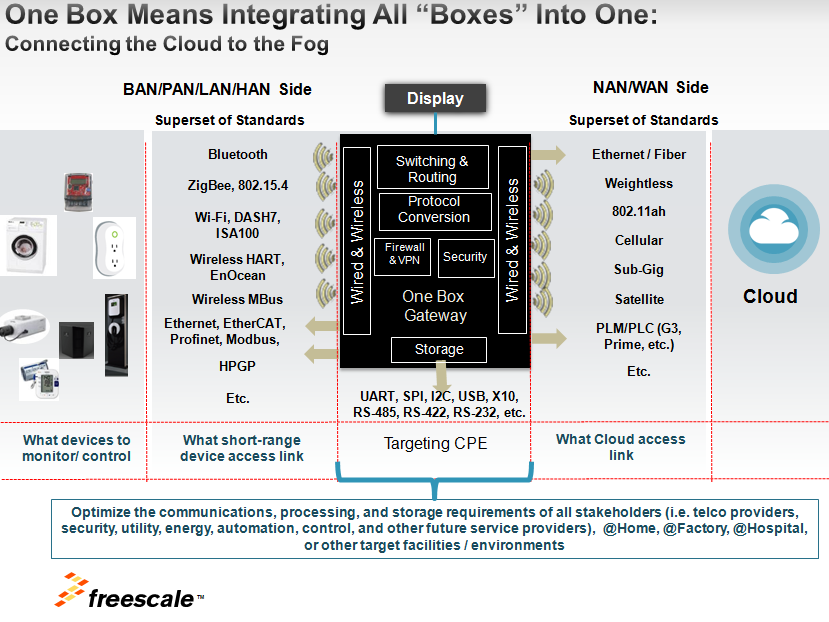 One Box Means Integrating All “Boxes” Into One:
Connecting the Cloud to the Fog
BAN/PAN/LAN/HAN Side
Display
NAN/WAN Side
Superset of Standards
Superset of Standards
Bluetooth
ZigBee, 802.15.4
Wi-Fi, DASH7,
ISA100
Wireless HART,
EnOcean
Wireless MBus
Ethernet, EtherCAT,
Profinet, Modbus,
HPGP
Etc.
Wired & Wireless
Switching &
Routing
Protocol
Conversion
Firewall
& VPN
Security
One Box
Gateway
Storage
Wired & Wireless
UART, SPI, I2C, USB, X10,
RS-485, RS-422, RS-232, etc.
Ethernet / Fiber
Weightless
802.11ah
Cellular
Sub-Gig
Satellite
PLM/PLC (G3,
Prime, etc.)
Etc.
Cloud
What devices to
monitor/ control
What short-range
device access link
Targeting CPE
What Cloud access
link
Optimize the communications, processing, and storage requirements of all stakeholders (i.e. telco providers,
security, utility, energy, automation, control, and other future service providers), @Home, @Factory, @Hospital,
or other target facilities / environments
freescale™